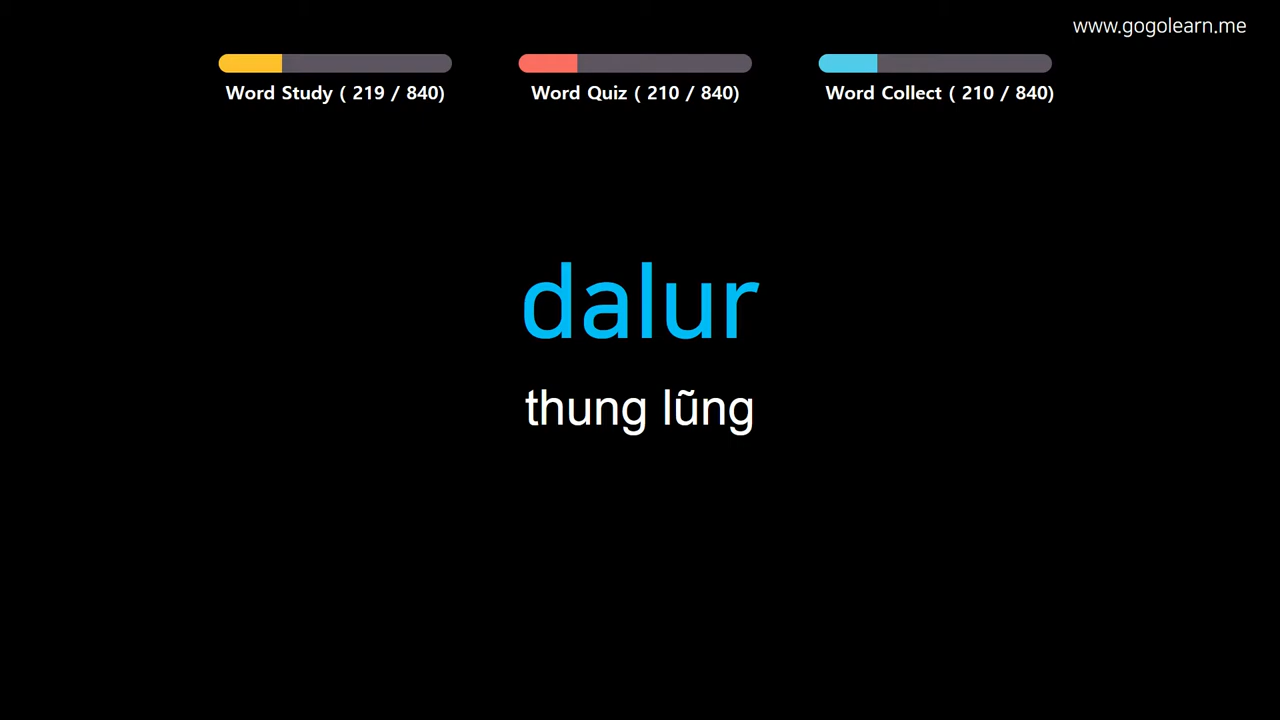 www.gogolearn.me
Word Study ( 219 / 840)
Word Quiz ( 210 / 840)
Word Collect ( 210 / 840)
dalur
thung lũng